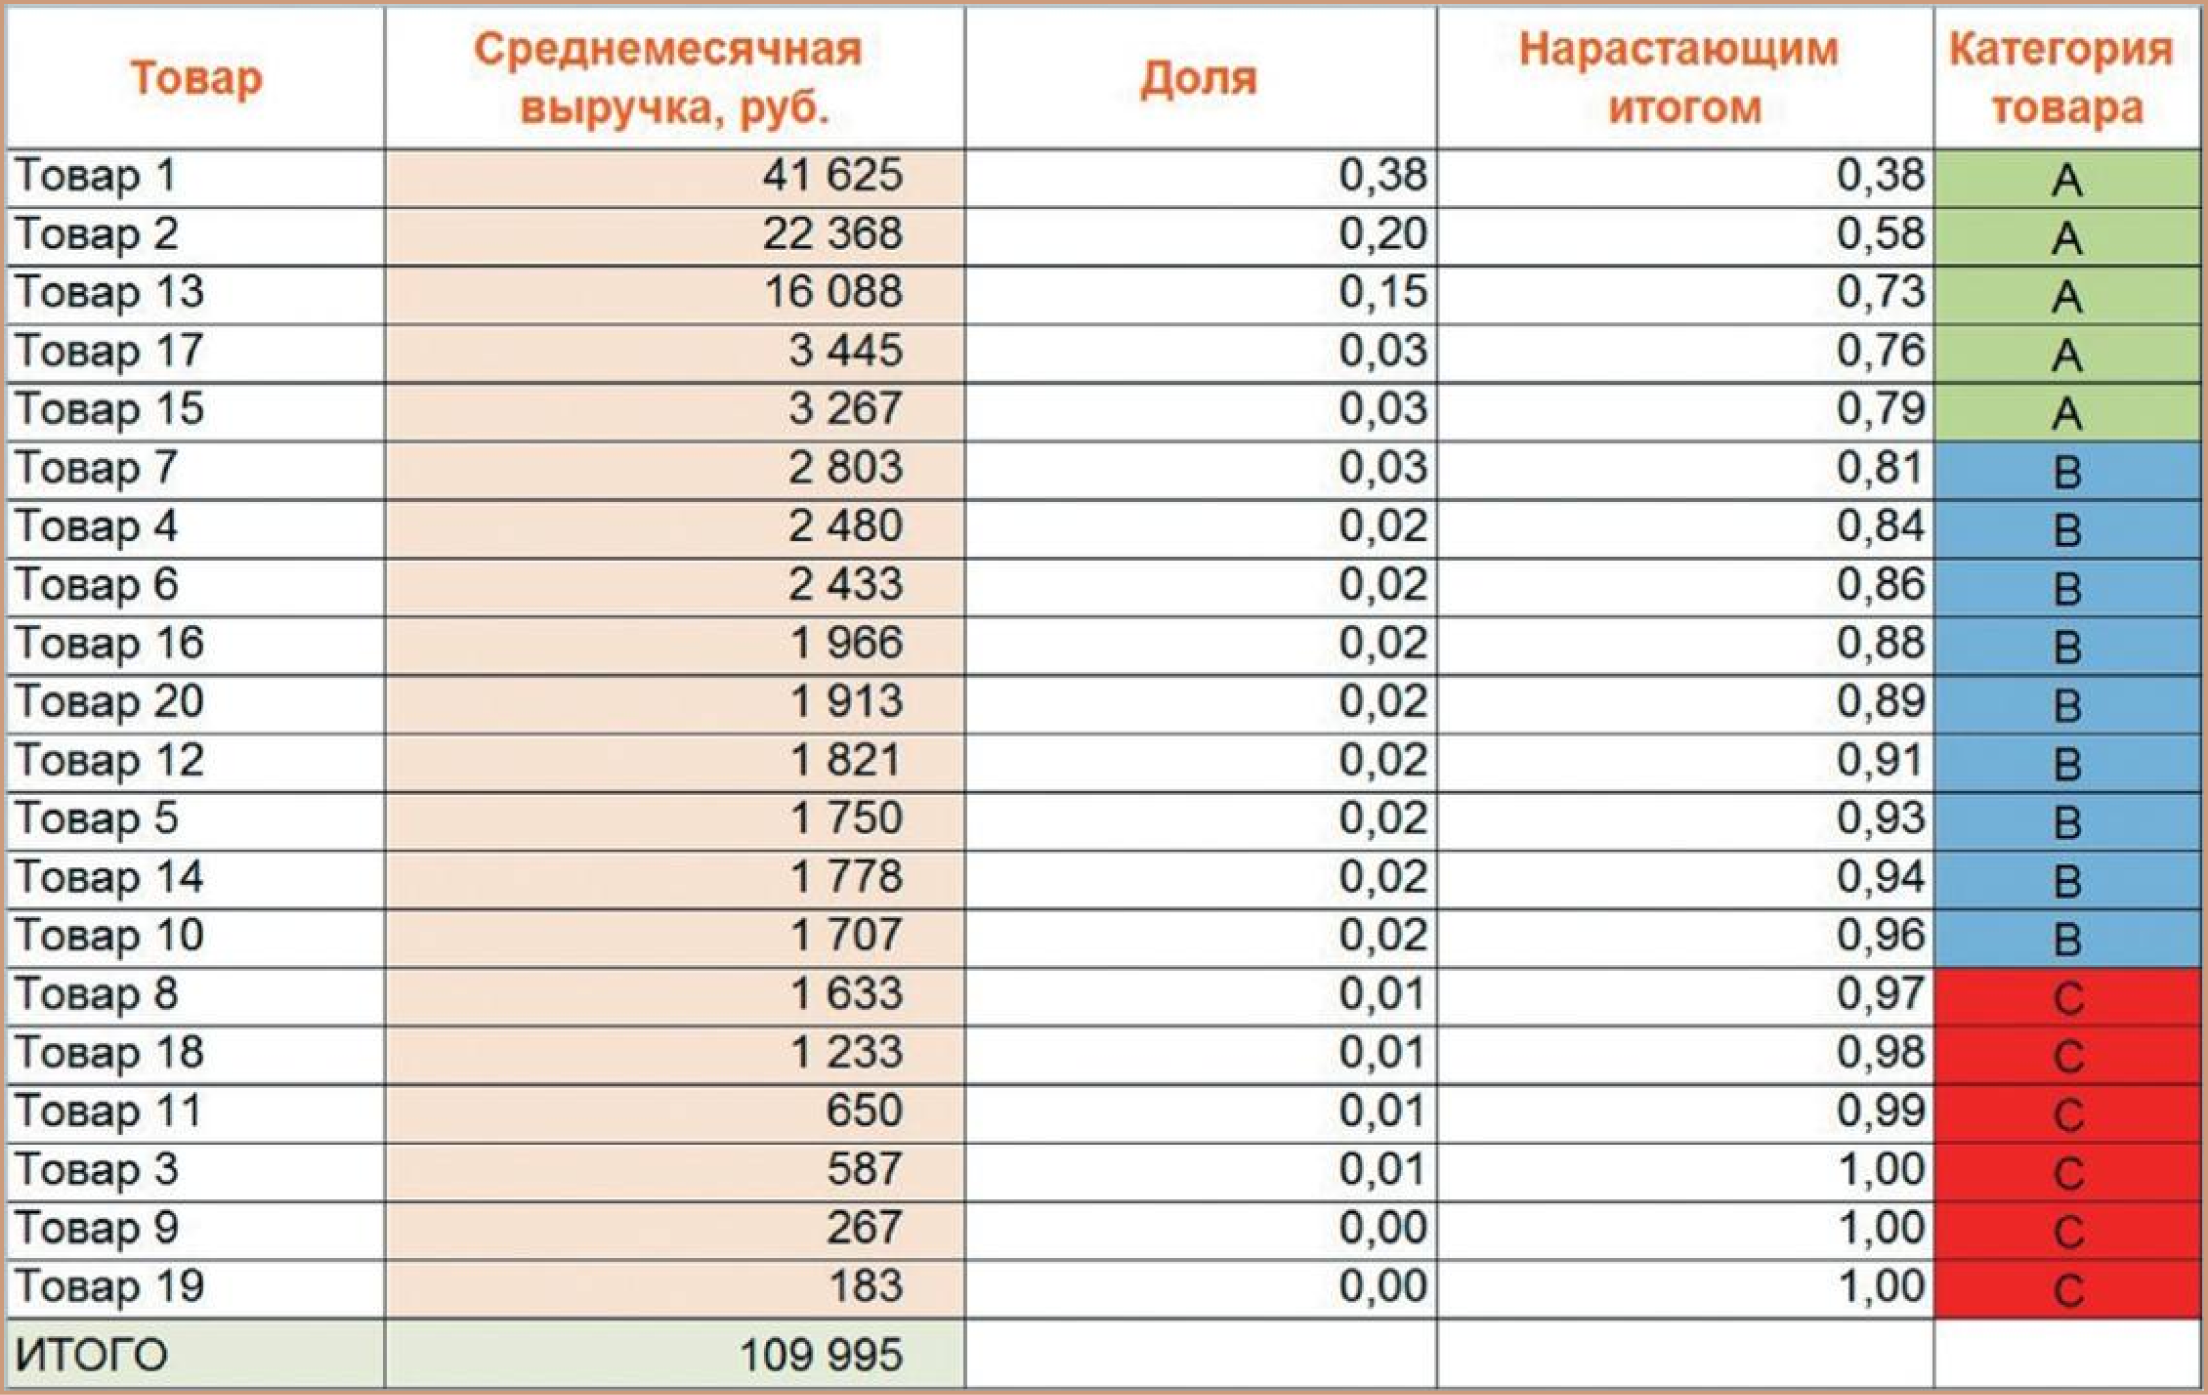 Товар Среднемесячная выручка, руб. Доля Нарастающим итогом Категория товара
Товар 1 41 625 0,38 0,38 A
Товар 2 22 368 0,20 0,58 A
Товар 13 16 088 0,15 0,73 A
Товар 17 3 445 0,03 0,76 A
Товар 15 3 267 0,03 0,79 A
Товар 7 2 803 0,03 0,81 B
Товар 4 2 480 0,02 0,84 B
Товар 6 2 433 0,02 0,86 B
Товар 16 1 966 0,02 0,88 B
Товар 20 1 913 0,02 0,89 B
Товар 12 1 821 0,02 0,91 B
Товар 5 1 750 0,02 0,93 B
Товар 14 1 778 0,02 0,94 B
Товар 10 1 707 0,02 0,96 B
Товар 8 1 633 0,01 0,97 C
Товар 18 1 233 0,01 0,98 C
Товар 11 650 0,01 0,99 C
Товар 3 587 0,01 1,00 C
Товар 9 267 0,00 1,00 C
Товар 19 183 0,00 1,00 C
ИТОГО 109 995